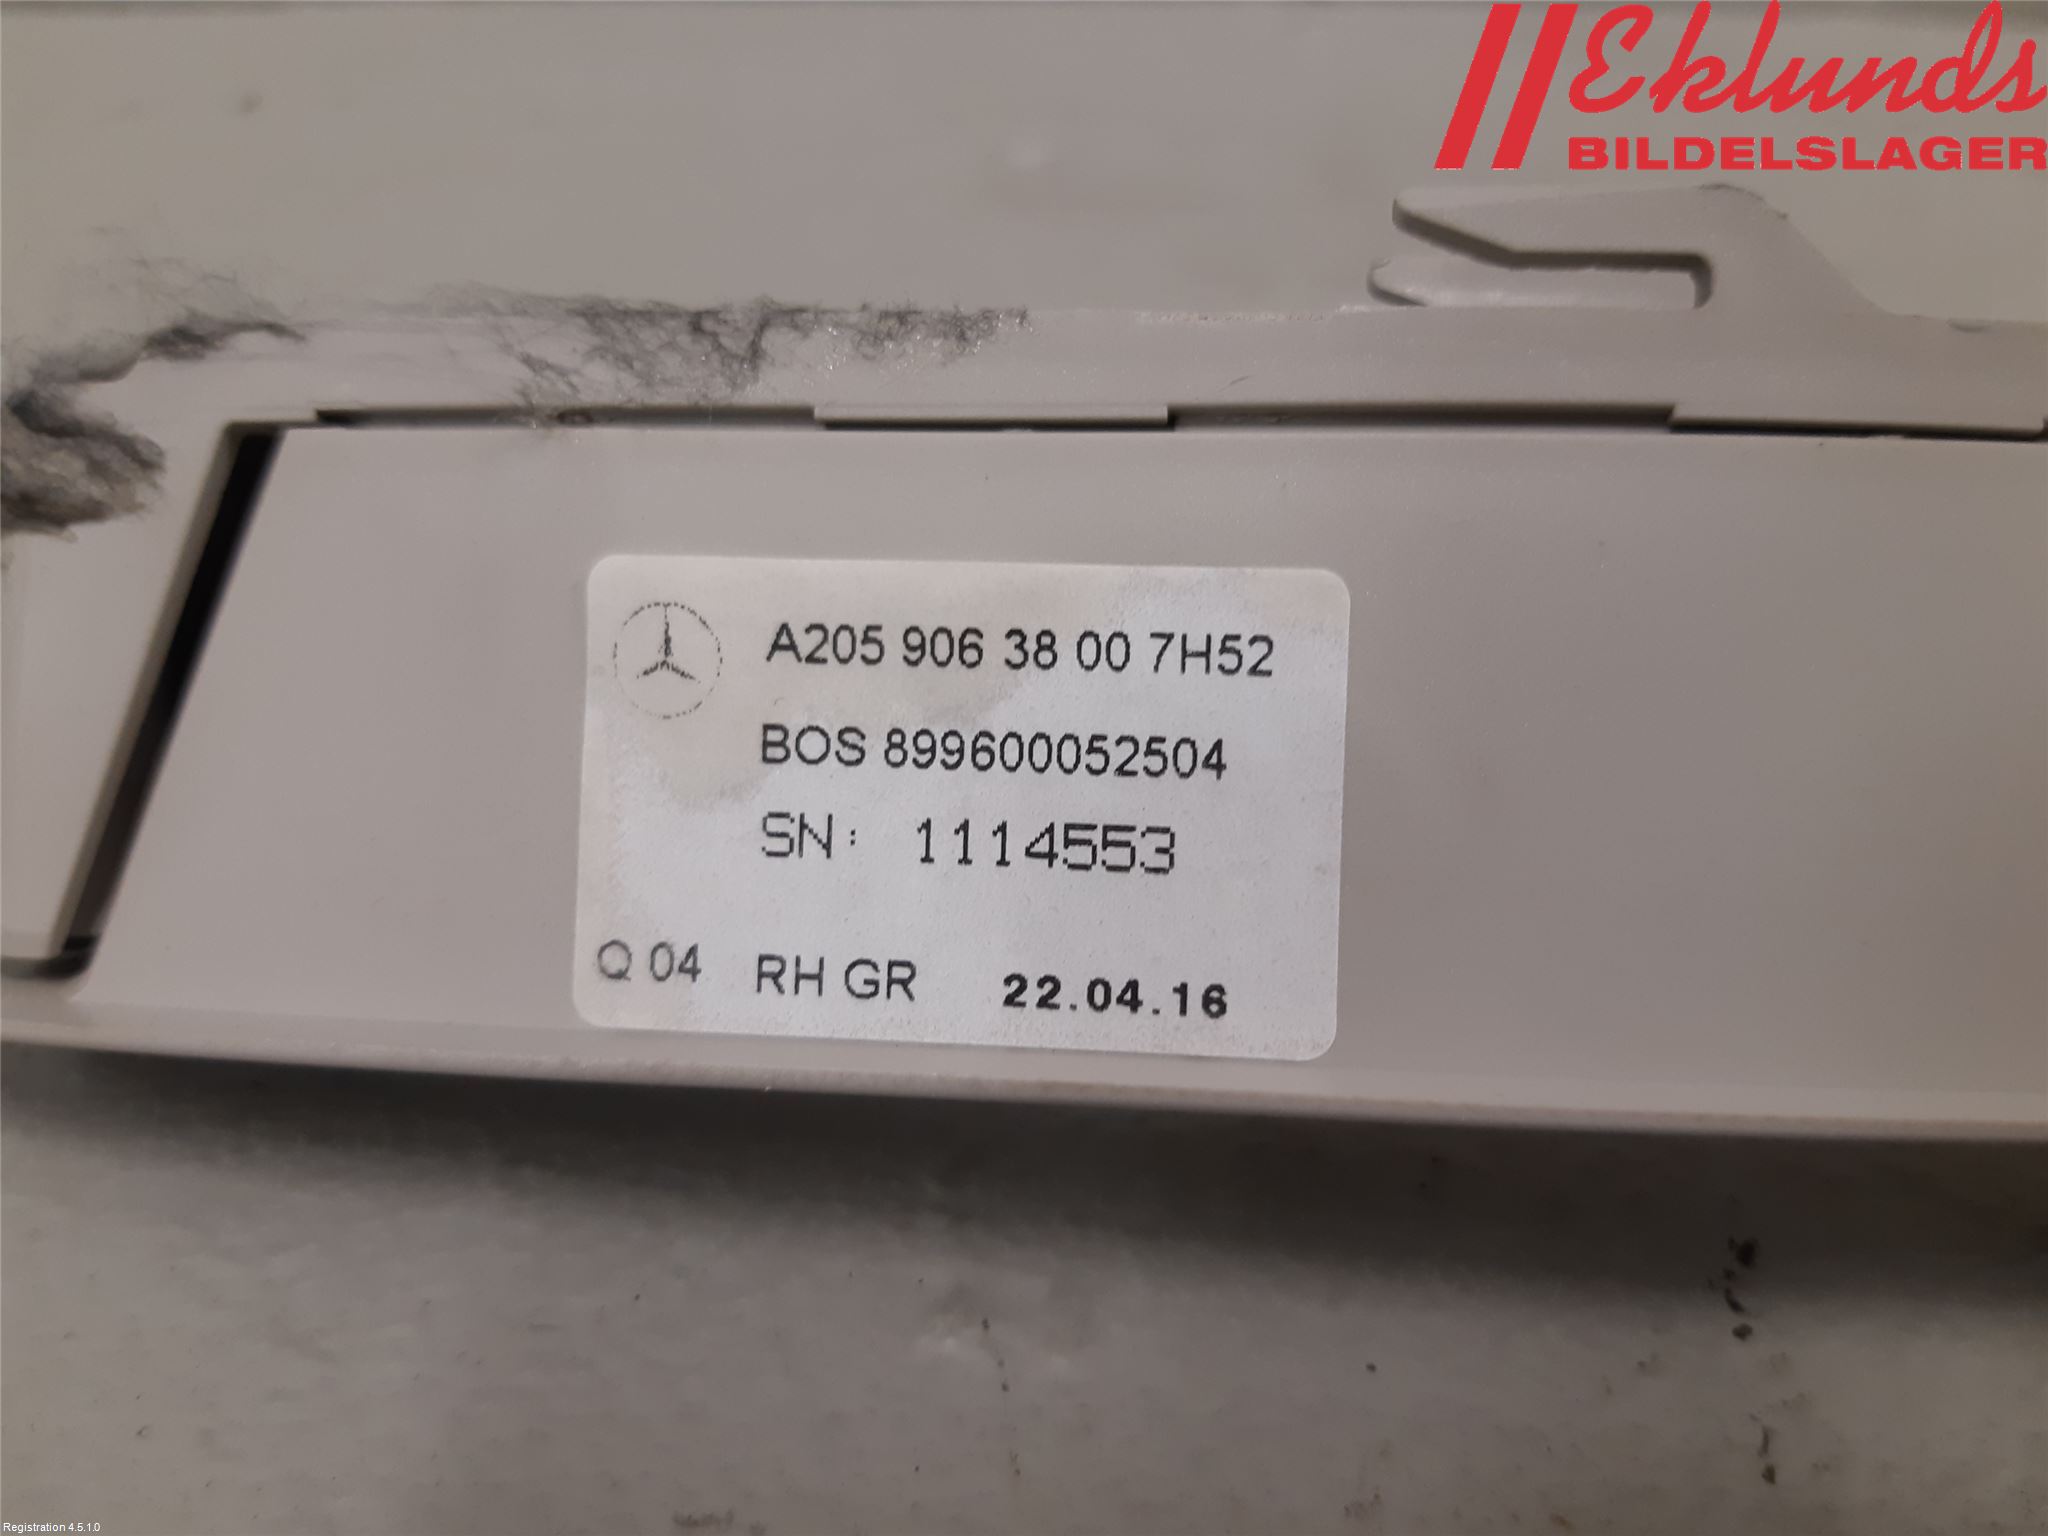 Eklunds
BILDELSLAGER
A205 906 38 00 7H52
BOS 899600052504
SN: 1114553
Q 04 RH GR 22.04.16
Registration 4.5.1.0